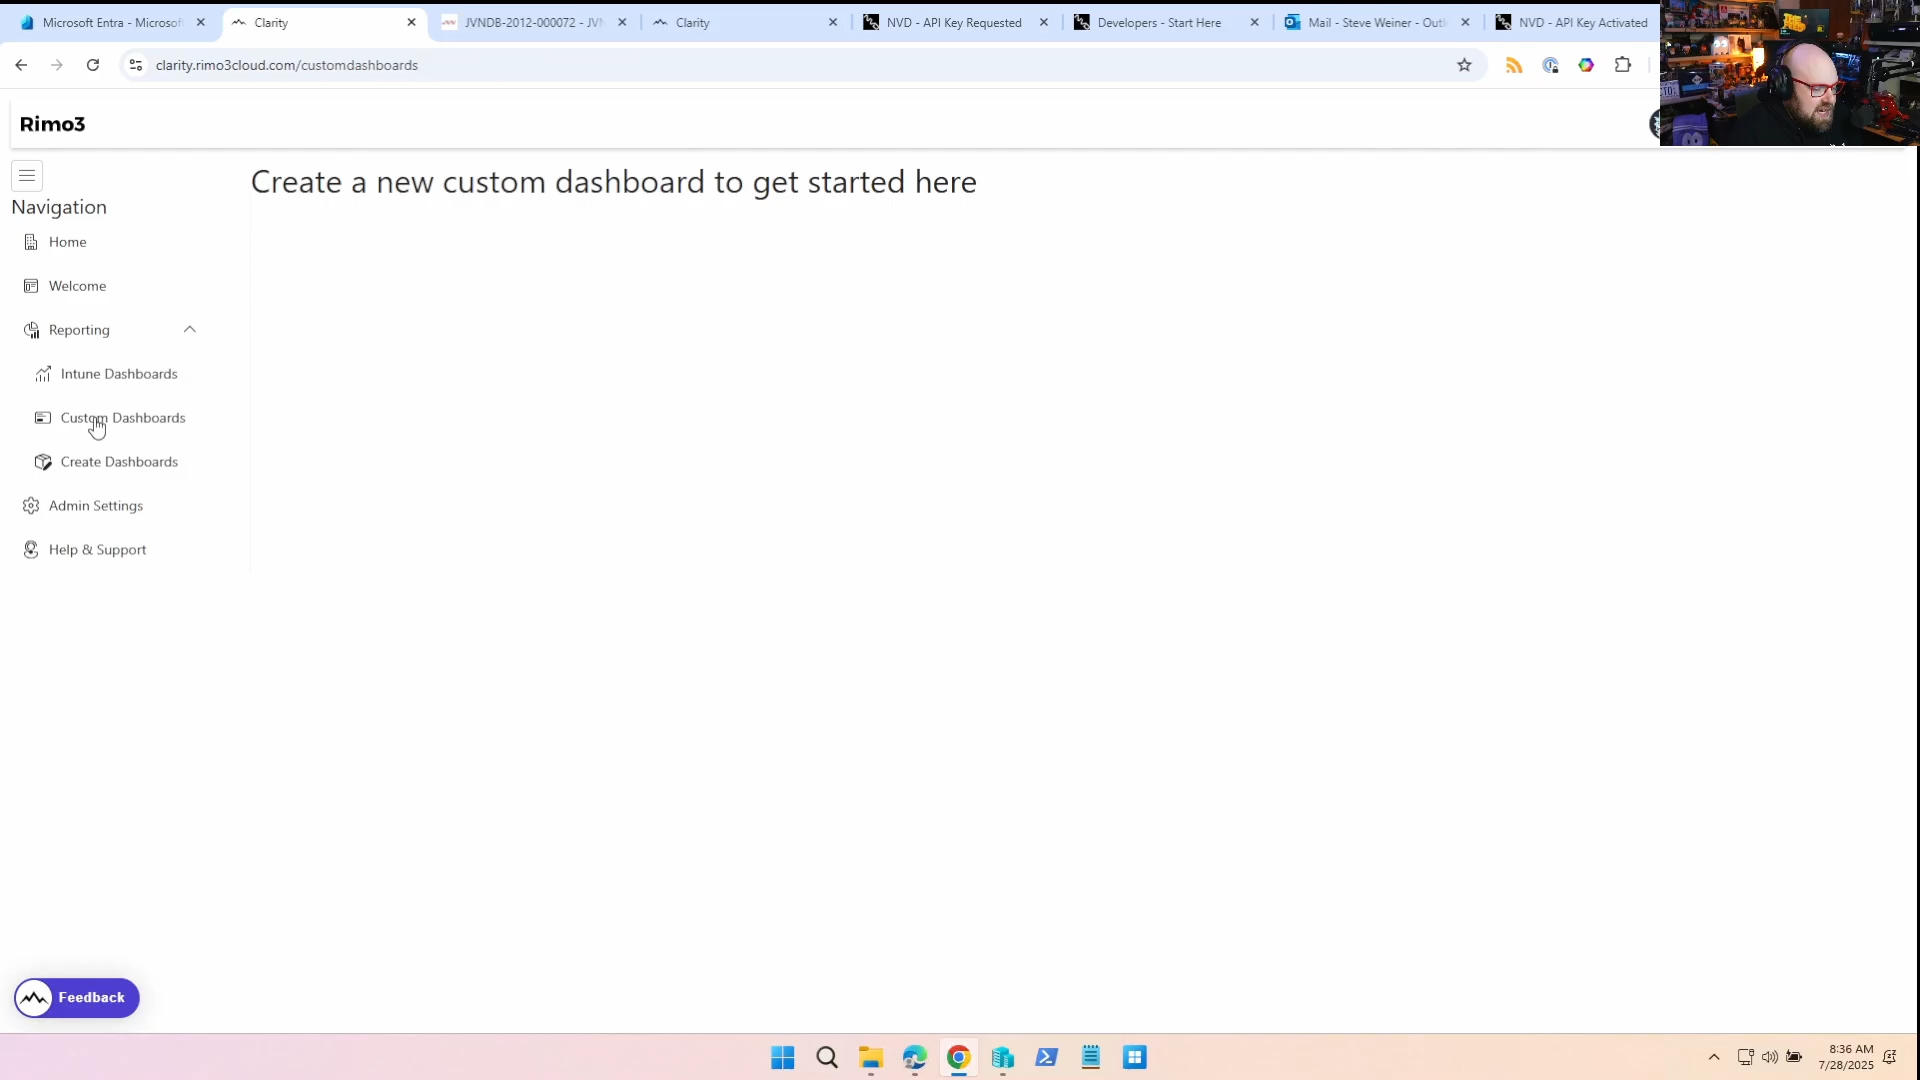 Microsoft Entra - Microsof
Clarity
JVNDB-2012-000072 - JVN
Clarity
NVD - API Key Requested
Developers - Start Here
Mail - Steve Weiner - Outl
NVD - API Key Activated
clarity.rimo3cloud.com/customdashboards
Rimo3
Create a new custom dashboard to get started here
Navigation
Home
Welcome
Reporting
Intune Dashboards
Custom Dashboards
Create Dashboards
Admin Settings
Help & Support
Feedback
8:36 AM
7/28/2025